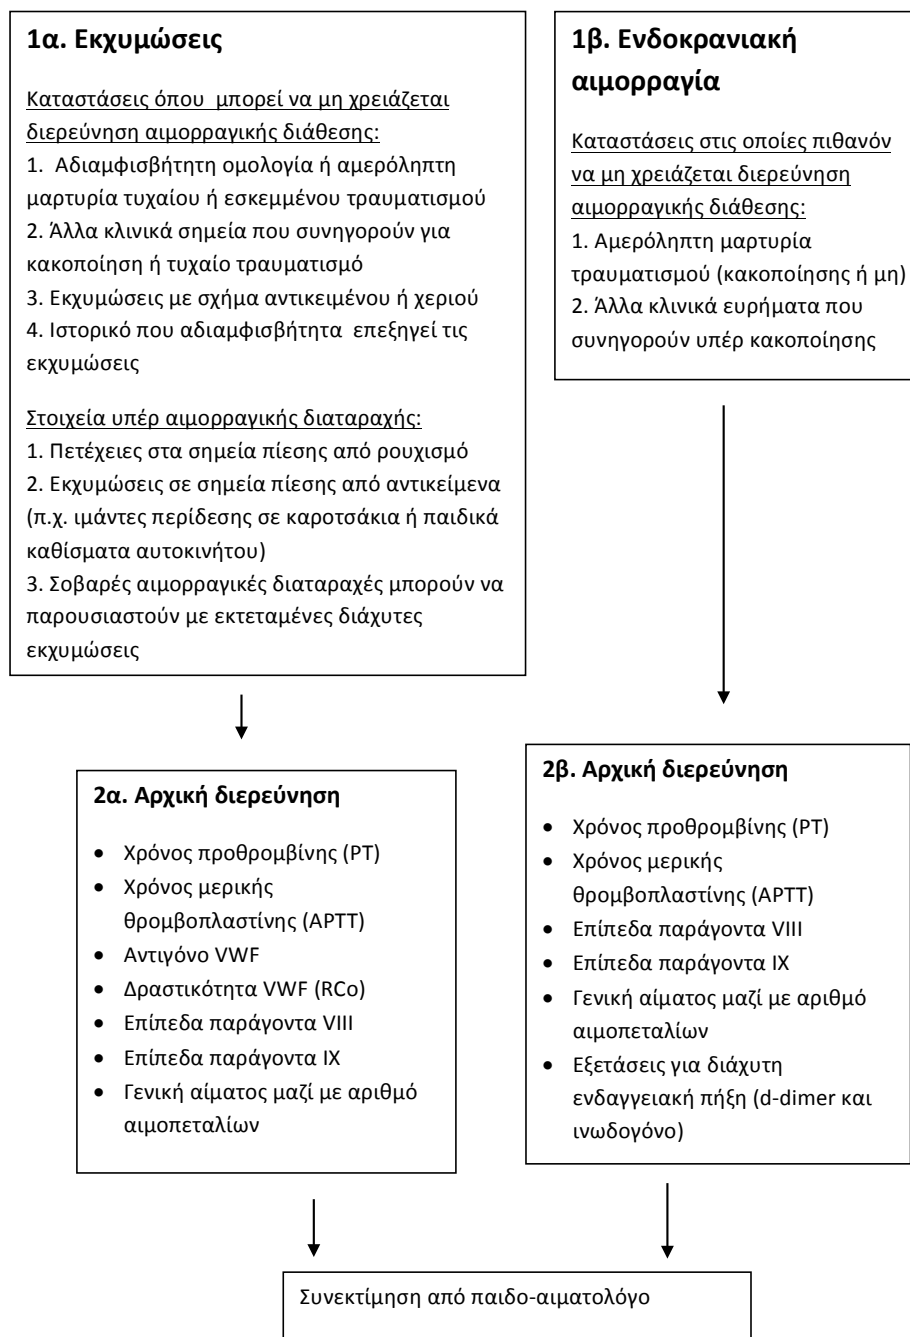 1α. Εκχυμώσεις
Καταστάσεις όπου μπορεί να μη χρειάζεται
διερεύνηση αιμορραγικής διάθεσης:
1. Αδιαμφισβήτητη ομολογία ή αμερόληπτη
μαρτυρία τυχαίου ή εσκεμμένου τραυματισμού
2. Άλλα κλινικά σημεία που συνηγορούν για
κακοποίηση ή τυχαίο τραυματισμό
3. Εκχυμώσεις με σχήμα αντικειμένου ή χεριού
4. Ιστορικό που αδιαμφισβήτητα επεξηγεί τις
εκχυμώσεις
Στοιχεία υπέρ αιμορραγικής διαταραχής:
1. Πετέχειες στα σημεία πίεσης από ρουχισμό
2. Εκχυμώσεις σε σημεία πίεσης από αντικείμενα
(π.χ. ιμάντες περίδεσης σε καροτσάκια ή παιδικά
καθίσματα αυτοκινήτου)
3. Σοβαρές αιμορραγικές διαταραχές μπορούν να
παρουσιαστούν με εκτεταμένες διάχυτες
εκχυμώσεις
1β. Ενδοκρανιακή
αιμορραγία
Καταστάσεις στις οποίες πιθανόν
να μη χρειάζεται διερεύνηση
αιμορραγικής διάθεσης:
1. Αμερόληπτη μαρτυρία
τραυματισμού (κακοποίησης ή μη)
2. Άλλα κλινικά ευρήματα που
συνηγορούν υπέρ κακοποίησης
2α. Αρχική διερεύνηση
• Χρόνος προθρομβίνης (PT)
• Χρόνος μερικής
θρομβοπλαστίνης (APTT)
• Αντιγόνο VWF
• Δραστικότητα VWF (RCo)
• Επίπεδα παράγοντα VIII
• Επίπεδα παράγοντα IX
• Γενική αίματος μαζί με αριθμό
αιμοπεταλίων
2β. Αρχική διερεύνηση
• Χρόνος προθρομβίνης (PT)
• Χρόνος μερικής
θρομβοπλαστίνης (APTT)
• Επίπεδα παράγοντα VIII
• Επίπεδα παράγοντα IX
• Γενική αίματος μαζί με αριθμό
αιμοπεταλίων
• Εξετάσεις για διάχυτη
ενδαγγειακή πήξη (d-dimer και
ινωδογόνο)
Συνεκτίμηση από παιδο-αιματολόγο